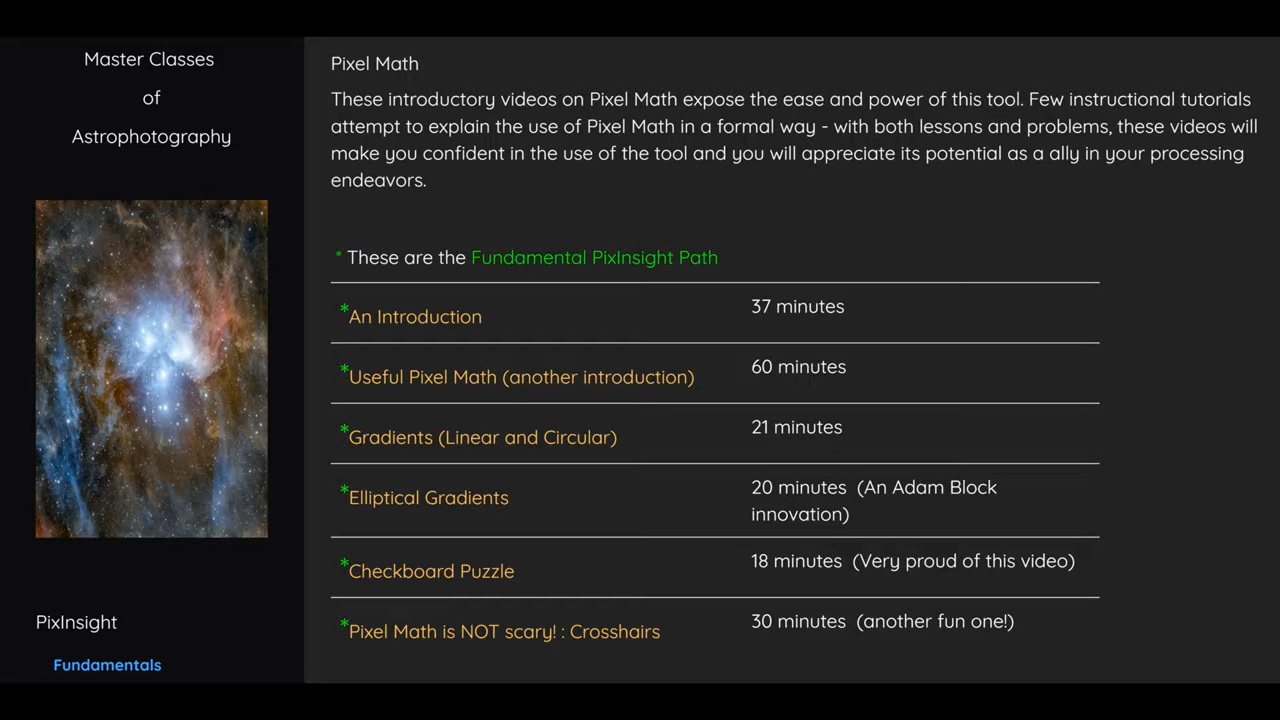 Master Classes
of
Astrophotography
PixInsight
Fundamentals
Pixel Math
These introductory videos on Pixel Math expose the ease and power of this tool. Few instructional tutorials
attempt to explain the use of Pixel Math in a formal way - with both lessons and problems, these videos will
make you confident in the use of the tool and you will appreciate its potential as a ally in your processing
endeavors.
* These are the Fundamental PixInsight Path
*An Introduction 37 minutes
*Useful Pixel Math (another introduction) 60 minutes
*Gradients (Linear and Circular) 21 minutes
*Elliptical Gradients 20 minutes (An Adam Block
innovation)
*Checkboard Puzzle 18 minutes (Very proud of this video)
*Pixel Math is NOT scary! : Crosshairs 30 minutes (another fun one!)